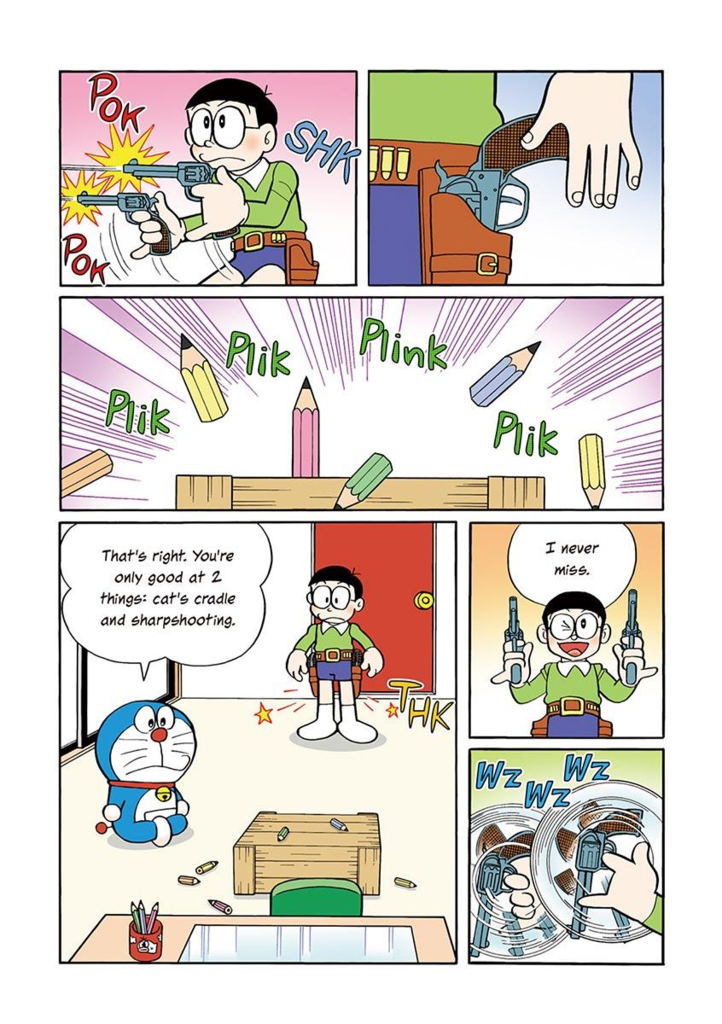 POK
POK
SHK
Plik
Plik
Plink
Plik
That's right. You're
only good at 2
things: cat's cradle
and sharpshooting.
THK
I never
miss.
Wz
Wz
Wz